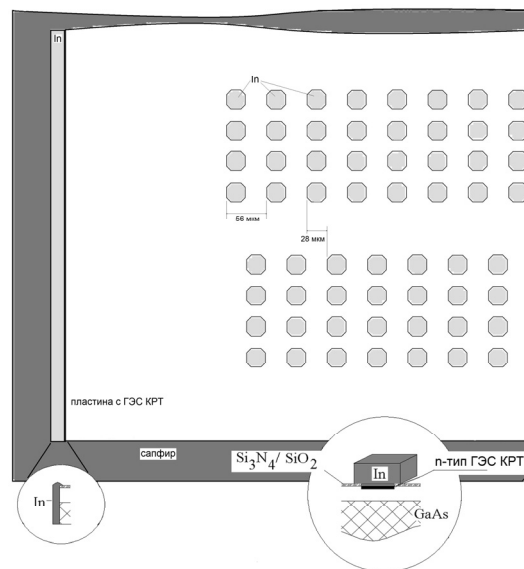 In
In
56 мкм
28 мкм
пластина с ГЭС КРТ
сапфир
Si3N4/ SiO2
n-тип ГЭС КРТ
In
In
GaAs